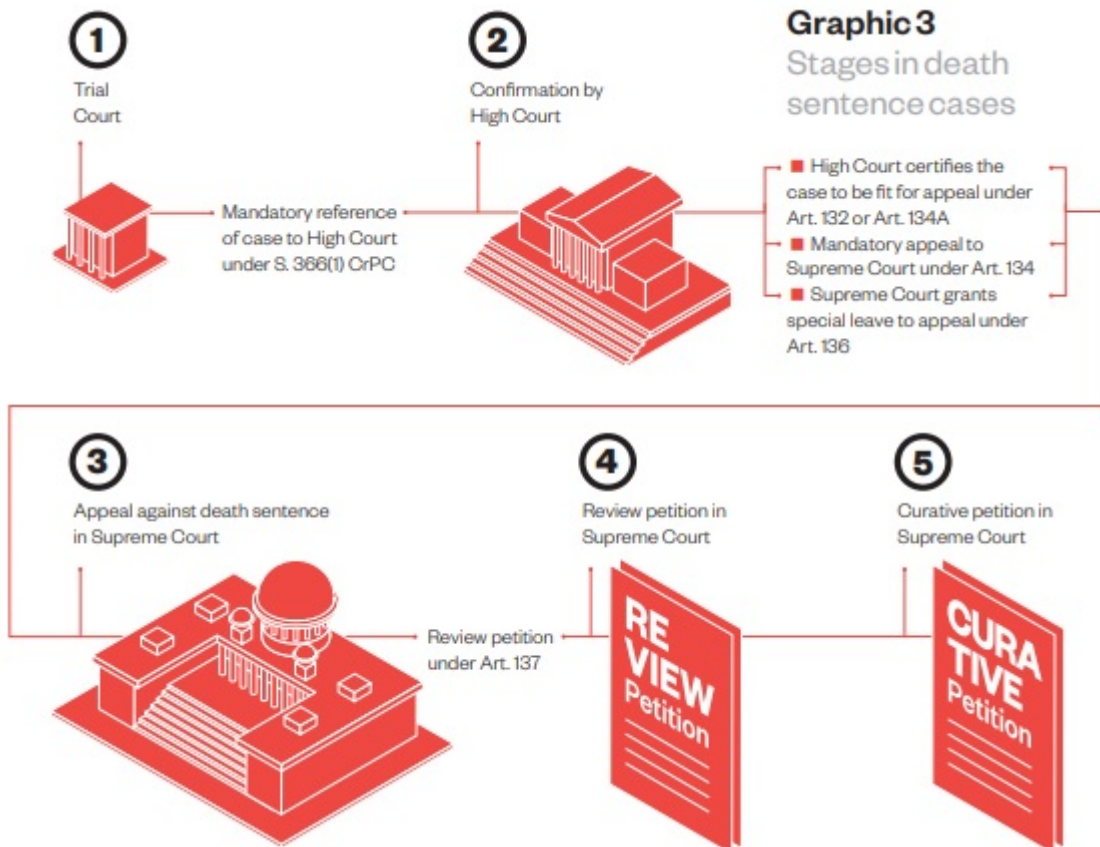 1
Trial
Court
Mandatory reference
of case to High Court
under S. 366(1) CrPC
2
Confirmation by
High Court
Graphic 3
Stages in death
sentence cases
High Court certifies the
case to be fit for appeal under
Art. 132 or Art. 134A
Mandatory appeal to
Supreme Court under Art. 134
Supreme Court grants
special leave to appeal under
Art. 136
3
Appeal against death sentence
in Supreme Court
Review petition
under Art. 137
4
Review petition in
Supreme Court
RE
VIEW
Petition
5
Curative petition in
Supreme Court
CURA
TIVE
Petition